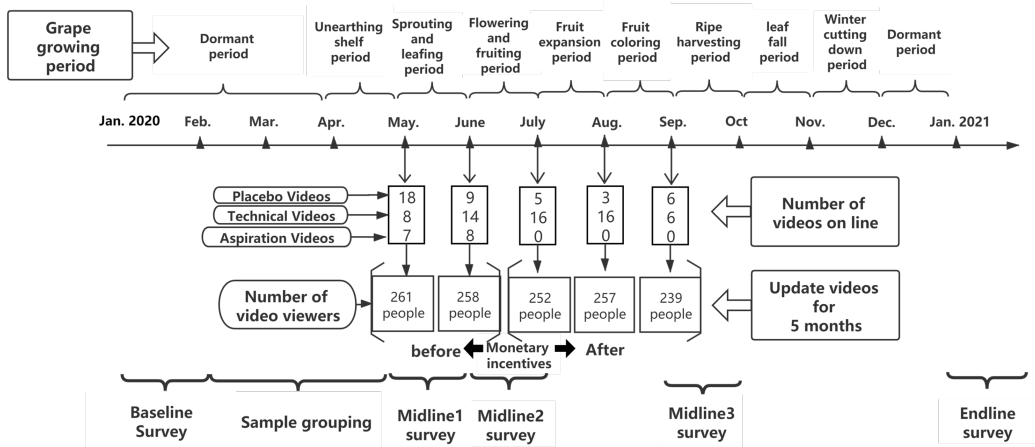 Grape
growing
period
Dormant
period
Unearthing
shelf
period
Sprouting
and
leafing
period
Flowering
and
fruiting
period
Fruit
expansion
period
Fruit
coloring
period
Ripe
harvesting
period
leaf
fall
period
Winter
cutting
down
period
Dormant
period
Jan. 2020 Feb. Mar. Apr. May. June July Aug. Sep. Oct Nov. Dec. Jan. 2021
Placebo Videos 18 9 5 3 6
Technical Videos 8 14 16 16 6
Aspiration Videos 7 8 0 0 0
Number of
videos on line
Number of
video viewers
261
people
258
people
252
people
257
people
239
people
Update videos
for
5 months
before Monetary
incentives After
Baseline
Survey
Sample grouping
Midline1
survey
Midline2
survey
Midline3
survey
Endline
survey